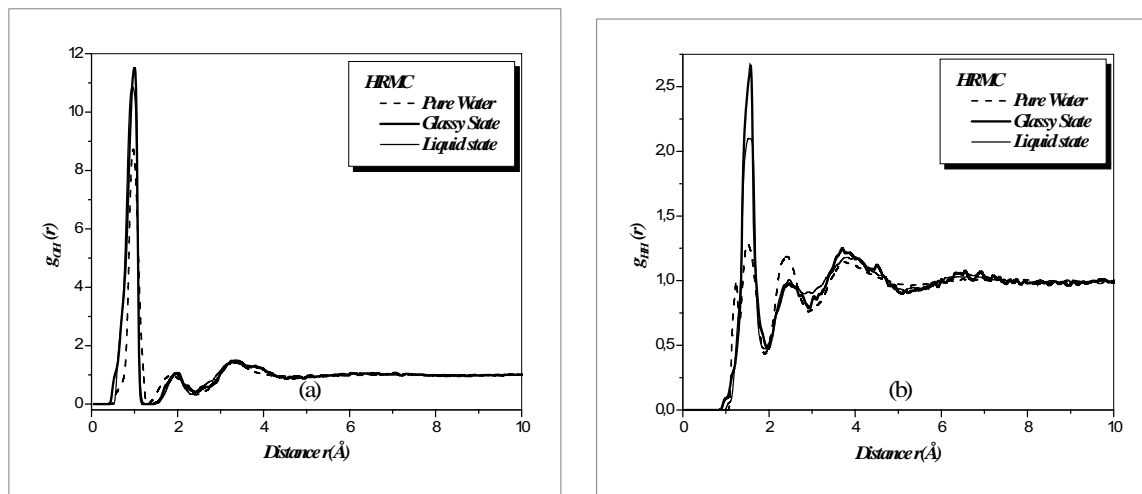 12
10
8
6
4
2
0
g_OH(r)
HRMC
Pure Water
Glassy State
Liquid state
(a)
0 2 4 6 8 10
Distance r(Å)
2,5
2,0
1,5
1,0
0,5
0,0
g_HH(r)
HRMC
Pure Water
Glassy State
Liquid state
(b)
0 2 4 6 8 10
Distance r(Å)